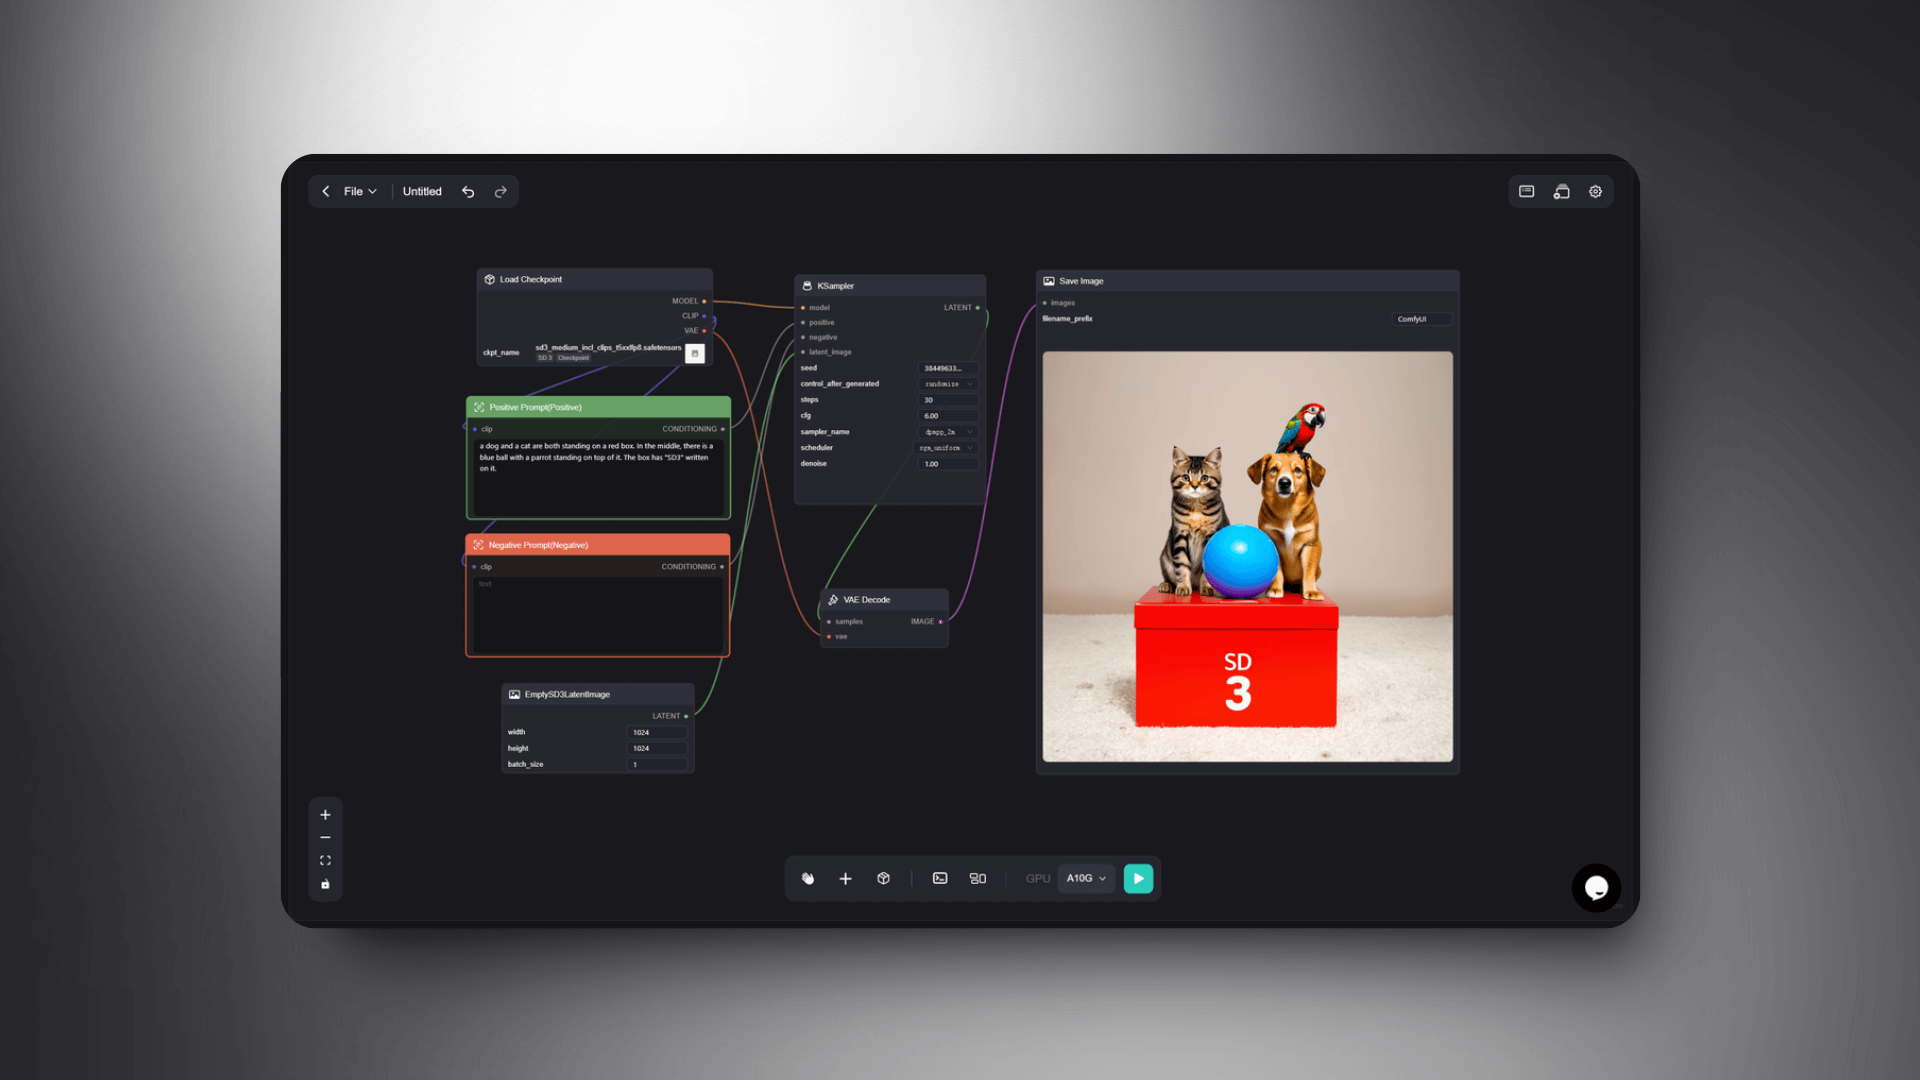 File
Untitled
Load Checkpoint
MODEL
CLIP
VAE
ckpt_name
sd3_medium_incl_clips_t5xxlfp8.safetensors
SD 3 Checkpoint
Positive Prompt(Positive)
clip CONDITIONING
a dog and a cat are both standing on a red box. In the middle, there is a
blue ball with a parrot standing on top of it. The box has "SD3" written
on it.
Negative Prompt(Negative)
clip CONDITIONING
text
EmptySD3LatentImage
LATENT
width 1024
height 1024
batch_size 1
KSampler
model LATENT
positive
negative
latent_image
seed 38449633...
control_after_generated randomize
steps 30
cfg 6.00
sampler_name dpmpp_2m
scheduler sgm_uniform
denoise 1.00
VAE Decode
samples IMAGE
vae
Save Image
images
filename_prefix ComfyUI
SD
3
GPU A10G